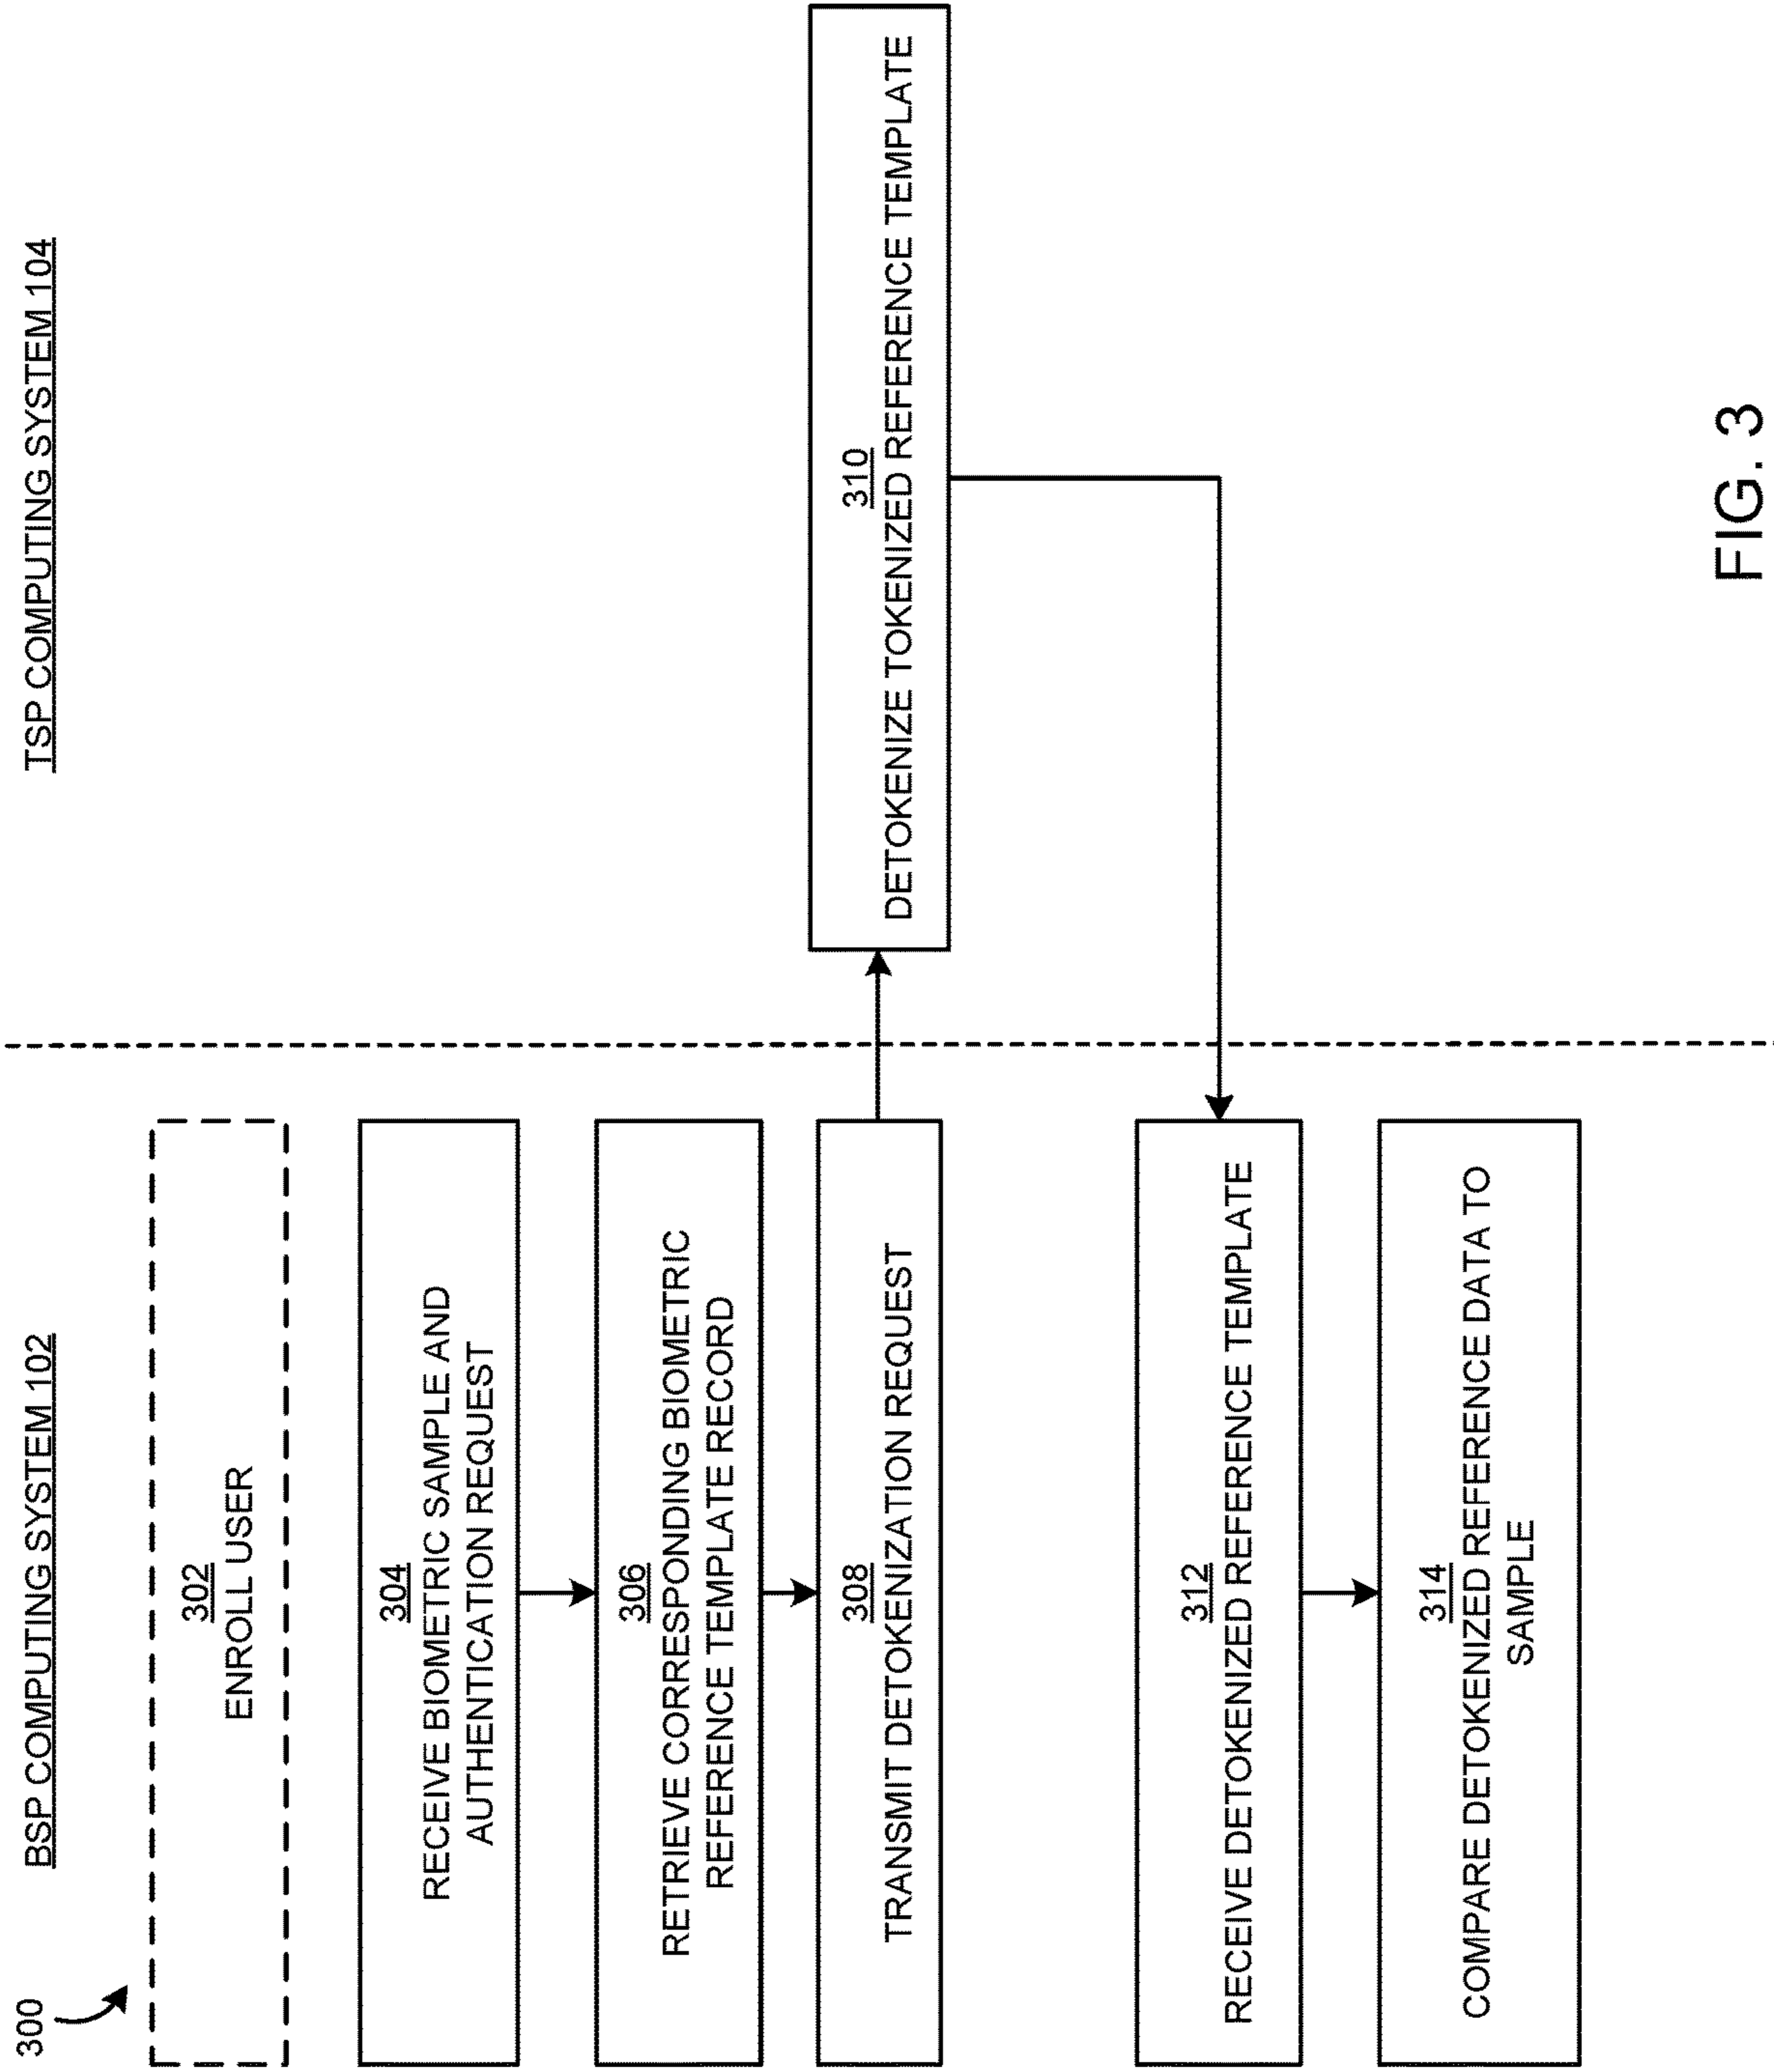 300
BSP COMPUTING SYSTEM 102
TSP COMPUTING SYSTEM 104
302
ENROLL USER
304
RECEIVE BIOMETRIC SAMPLE AND
AUTHENTICATION REQUEST
306
RETRIEVE CORRESPONDING BIOMETRIC
REFERENCE TEMPLATE RECORD
308
TRANSMIT DETOKENIZATION REQUEST
310
DETOKENIZE TOKENIZED REFERENCE TEMPLATE
312
RECEIVE DETOKENIZED REFERENCE TEMPLATE
314
COMPARE DETOKENIZED REFERENCE DATA TO
SAMPLE
FIG. 3